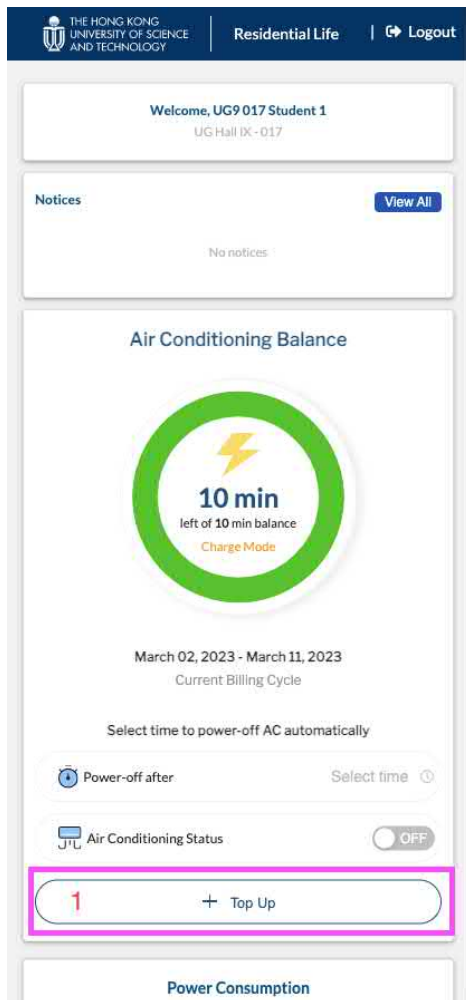 THE HONG KONG
UNIVERSITY OF SCIENCE
AND TECHNOLOGY
Residential Life
| Logout
Welcome, UG9 017 Student 1
UG Hall IX - 017
Notices
View All
No notices
Air Conditioning Balance
10 min
left of 10 min balance
Charge Mode
March 02, 2023 - March 11, 2023
Current Billing Cycle
Select time to power-off AC automatically
Power-off after
Select time
Air Conditioning Status
OFF
1
+ Top Up
Power Consumption